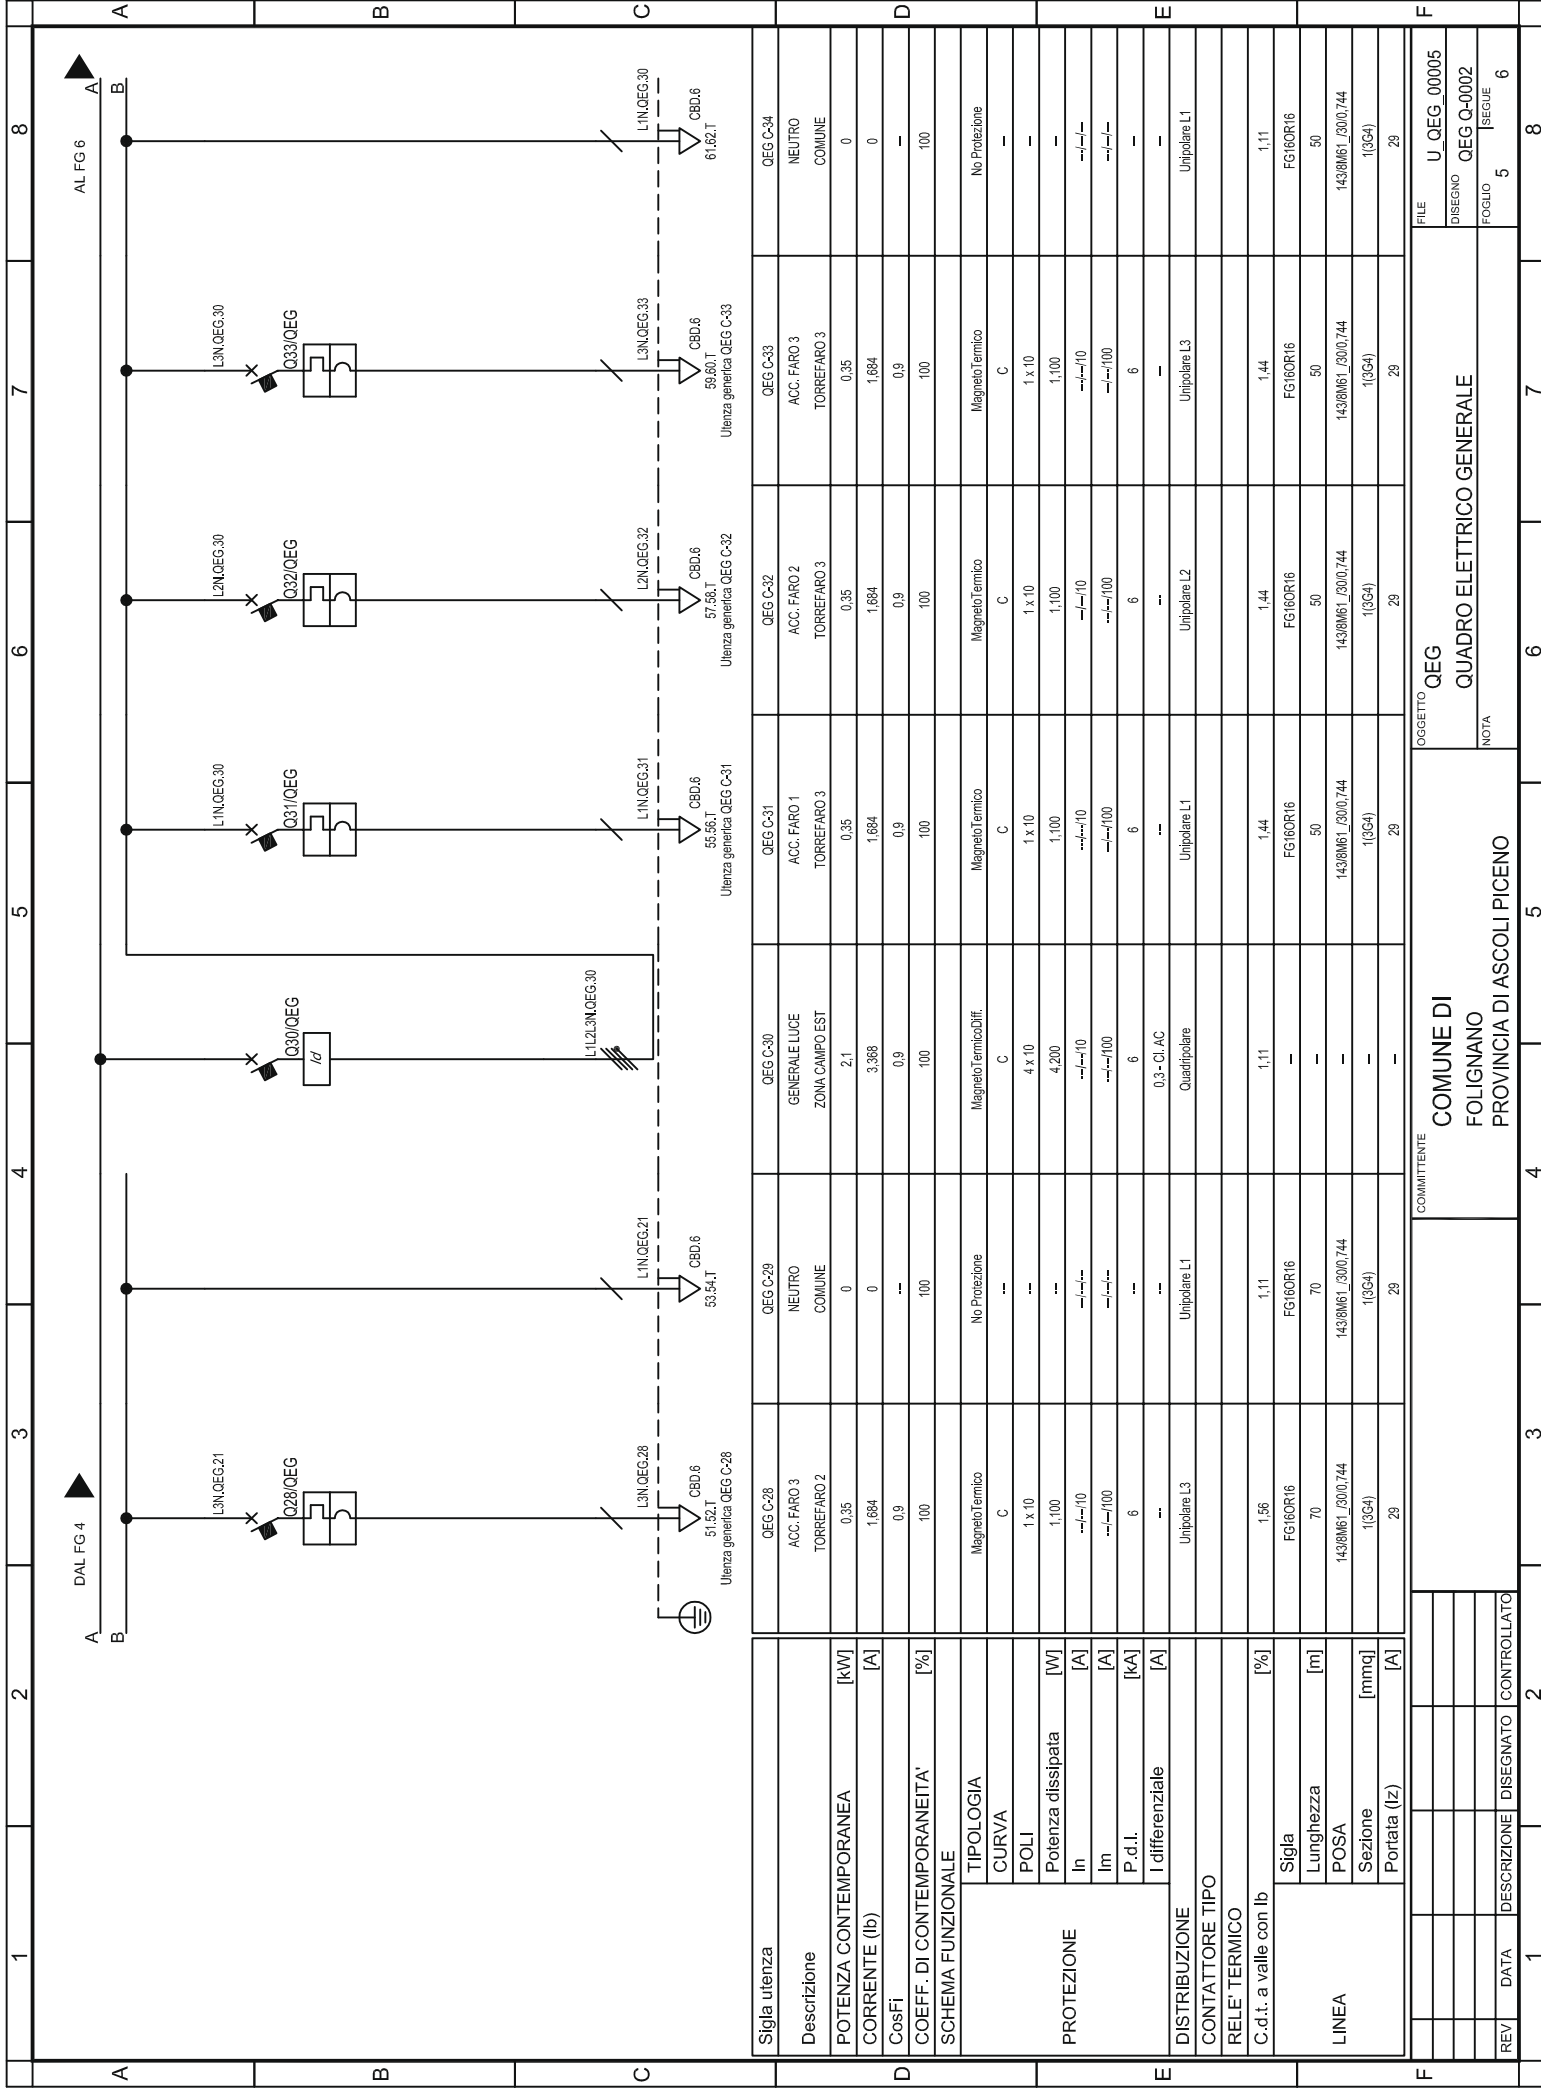 1 2 3 4 5 6 7 8
A
B
C
D
E
F
DAL FG 4
AL FG 6
A
B
A
B
L3N.QEG.21
Q28/QEG
L3N.QEG.28
CBD.6
51.52.T
Utenza generica QEG C-28
L1N.QEG.21
CBD.6
53.54.T
Q30/QEG
Id
L1L2L3N.QEG.30
L1N.QEG.30
Q31/QEG
L1N.QEG.31
CBD.6
55.56.T
Utenza generica QEG C-31
L2N.QEG.30
Q32/QEG
L2N.QEG.32
CBD.6
57.58.T
Utenza generica QEG C-32
L3N.QEG.30
Q33/QEG
L3N.QEG.33
CBD.6
59.60.T
Utenza generica QEG C-33
L1N.QEG.30
CBD.6
61.62.T
Sigla utenza QEG C-28 QEG C-29 QEG C-30 QEG C-31 QEG C-32 QEG C-33 QEG C-34
Descrizione
ACC. FARO 3 NEUTRO GENERALE LUCE ACC. FARO 1 ACC. FARO 2 ACC. FARO 3 NEUTRO
TORREFARO 2 COMUNE ZONA CAMPO EST TORREFARO 3 TORREFARO 3 TORREFARO 3 COMUNE
POTENZA CONTEMPORANEA [kW] 0,35 0 2,1 0,35 0,35 0,35 0
CORRENTE (Ib) [A] 1,684 0 3,368 1,684 1,684 1,684 0
CosFi 0,9 -- 0,9 0,9 0,9 0,9 --
COEFF. DI CONTEMPORANEITA' [%] 100 100 100 100 100 100 100
SCHEMA FUNZIONALE
PROTEZIONE
TIPOLOGIA MagnetoTermico No Protezione MagnetoTermicoDiff. MagnetoTermico MagnetoTermico MagnetoTermico No Protezione
CURVA C -- C C C C --
POLI 1 x 10 -- 4 x 10 1 x 10 1 x 10 1 x 10 --
Potenza dissipata [W] 1,100 -- 4,200 1,100 1,100 1,100 --
In [A] --/--/10 --/--/-- --/--/10 --/--/10 --/--/10 --/--/10 --/--/--
Im [A] --/--/100 --/--/-- --/--/100 --/--/100 --/--/100 --/--/100 --/--/--
P.d.I. [kA] 6 -- 6 6 6 6 --
I differenziale [A] -- -- 0,3 - Cl. AC -- -- -- --
DISTRIBUZIONE Unipolare L3 Unipolare L1 Quadripolare Unipolare L1 Unipolare L2 Unipolare L3 Unipolare L1
CONTATTORE TIPO
RELE' TERMICO
C.d.t. a valle con Ib [%] 1,56 1,11 1,11 1,44 1,44 1,44 1,11
LINEA
Sigla FG16OR16 FG16OR16 -- FG16OR16 FG16OR16 FG16OR16 FG16OR16
Lunghezza [m] 70 70 -- 50 50 50 50
POSA 143/8M61_/30/0,744 143/8M61_/30/0,744 -- 143/8M61_/30/0,744 143/8M61_/30/0,744 143/8M61_/30/0,744 143/8M61_/30/0,744
Sezione [mmq] 1(3G4) 1(3G4) -- 1(3G4) 1(3G4) 1(3G4) 1(3G4)
Portata (Iz) [A] 29 29 -- 29 29 29 29
REV DATA DESCRIZIONE DISEGNATO CONTROLLATO
COMMITTENTE
COMUNE DI
FOLIGNANO
PROVINCIA DI ASCOLI PICENO
OGGETTO
QEG
QUADRO ELETTRICO GENERALE
NOTA
FILE
U_QEG_00005
DISEGNO
QEG Q-0002
FOGLIO
5
SEGUE
6
A
B
C
D
E
F
1 2 3 4 5 6 7 8